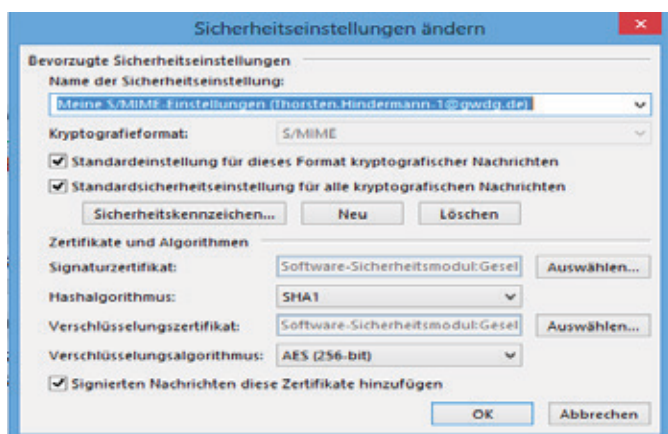 Sicherheitseinstellungen ändern
Bevorzugte Sicherheitseinstellungen
Name der Sicherheitseinstellung:
Meine S/MIME-Einstellungen (Thorsten.Hindermann-1@gwdg.de)
Kryptografieformat: S/MIME
Standardeinstellung für dieses Format kryptografischer Nachrichten
Standardsicherheitseinstellung für alle kryptografischen Nachrichten
Sicherheitskennzeichen... Neu Löschen
Zertifikate und Algorithmen
Signaturzertifikat: Software-Sicherheitsmodul:Gesel Auswählen...
Hashalgorithmus: SHA1
Verschlüsselungszertifikat: Software-Sicherheitsmodul:Gesel Auswählen...
Verschlüsselungsalgorithmus: AES (256-bit)
Signierten Nachrichten diese Zertifikate hinzufügen
OK Abbrechen